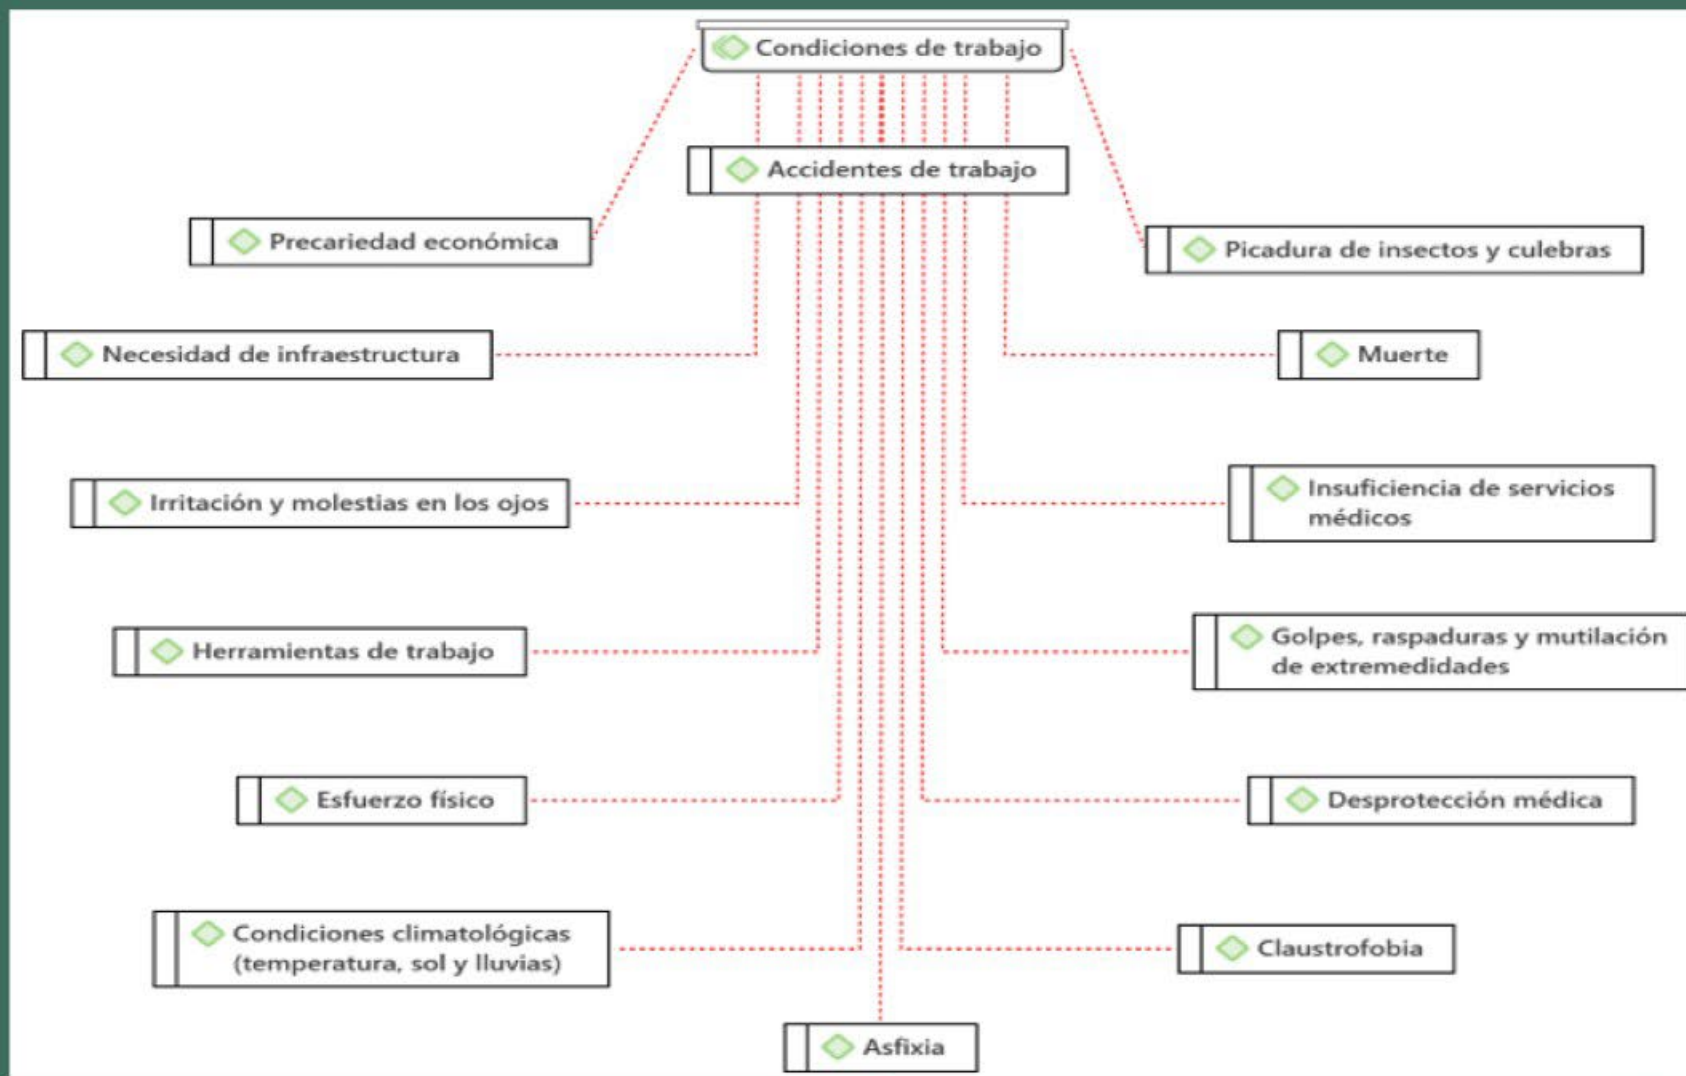 Condiciones de trabajo
Accidentes de trabajo
Precariedad económica
Picadura de insectos y culebras
Necesidad de infraestructura
Muerte
Irritación y molestias en los ojos
Insuficiencia de servicios
médicos
Herramientas de trabajo
Golpes, raspaduras y mutilación
de extremedidades
Esfuerzo físico
Desprotección médica
Condiciones climatológicas
(temperatura, sol y lluvias)
Claustrofobia
Asfixia